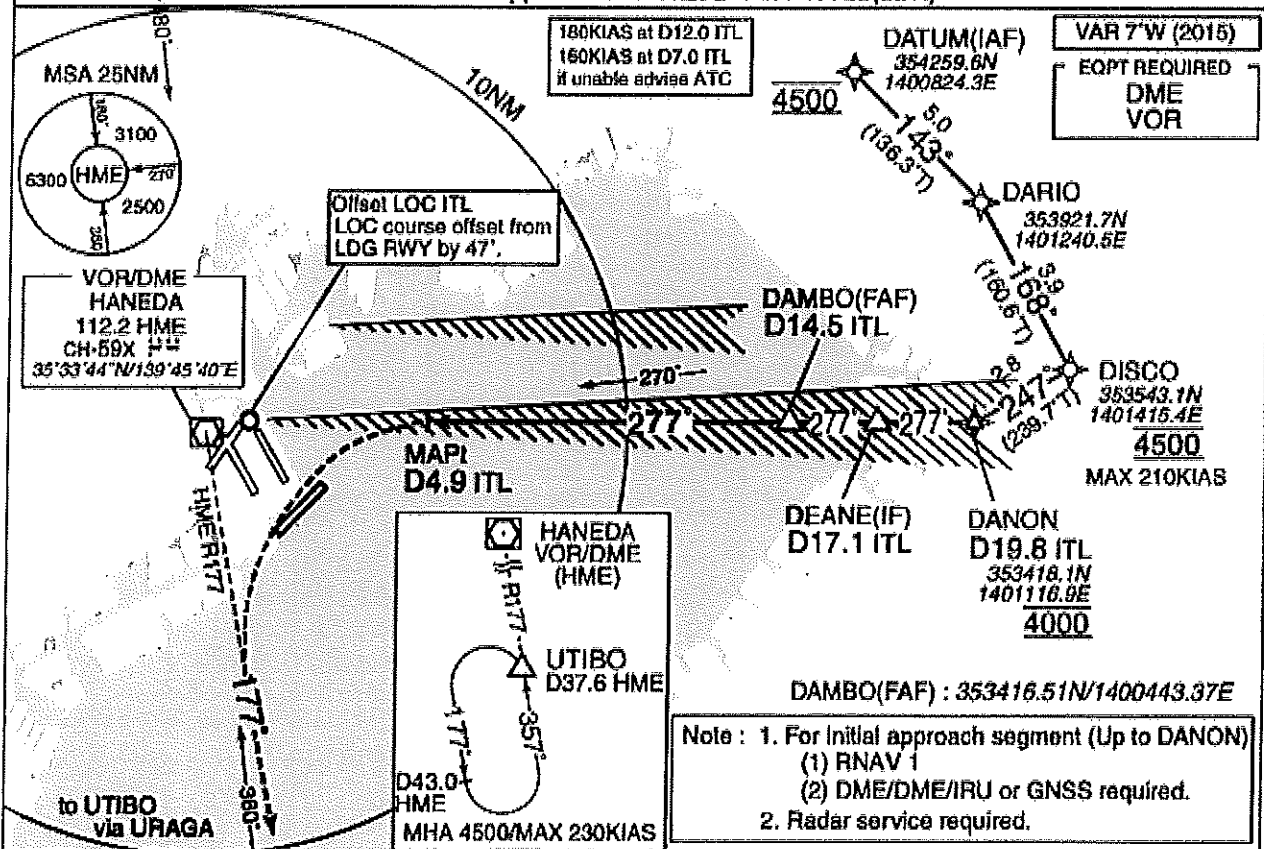 180KIAS at D12.0 ITL
160KIAS at D7.0 ITL
if unable advise ATC
DATUM(IAF)
354259.6N
1400824.3E
4500
VAR 7°W (2015)
EQPT REQUIRED
DME
VOR
MSA 25NM
180°
3100
HME
270°
6300
2500
10NM
5.0
143°
(136.3°T)
DARIO
353921.7N
1401240.5E
Offset LOC ITL
LOC course offset from
LDG RWY by 47°.
VOR/DME
HANEDA
112.2 HME
CH-59X
35°33'44"N/139°45'40"E
168°
(160.6°T)
DAMBO(FAF)
D14.5 ITL
270°
2.8
247°
(239.7°T)
DISCO
353543.1N
1401415.4E
4500
MAX 210KIAS
277°
277°
277°
MAPt
D4.9 ITL
DEANE(IF)
D17.1 ITL
DANON
D19.8 ITL
353418.1N
1401116.9E
4000
HME R177
HANEDA
VOR/DME
(HME)
R177
UTIBO
D37.6 HME
177°
357°
D43.0
HME
MHA 4500/MAX 230KIAS
177°
360°
to UTIBO
via URAGA
DAMBO(FAF) : 353416.51N/1400443.37E
Note : 1. For initial approach segment (Up to DANON)
(1) RNAV 1
(2) DME/DME/IRU or GNSS required.
2. Radar service required.